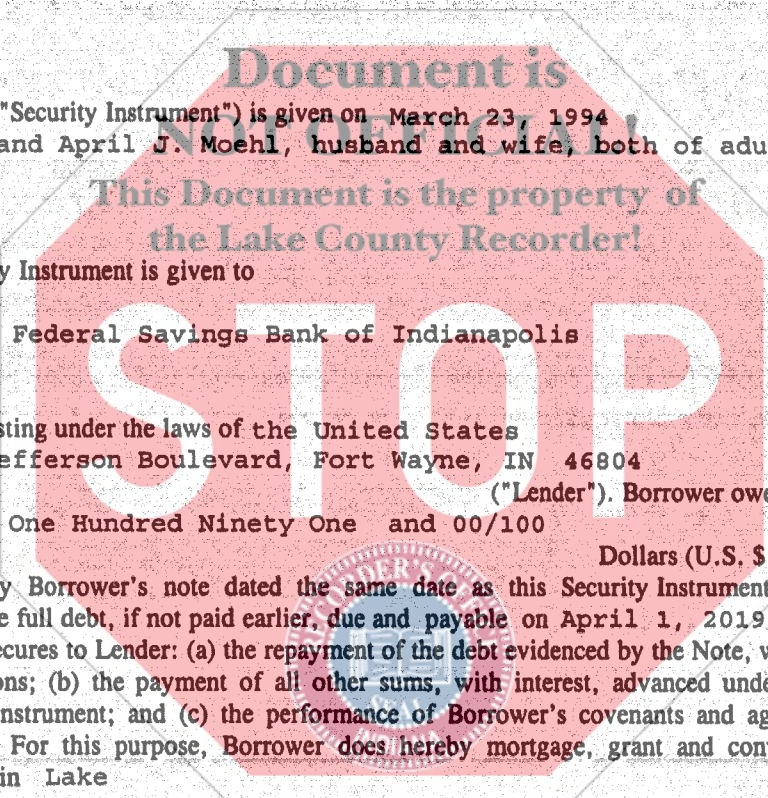 Document is
"Security Instrument") is given on March 23, 1994
NOT OFFICIAL!
and April J. Moehl, husband and wife, both of adu
This Document is the property of
the Lake County Recorder!
y Instrument is given to
Federal Savings Bank of Indianapolis
STOP
sting under the laws of the United States
efferson Boulevard, Fort Wayne, IN 46804
("Lender"). Borrower owe
One Hundred Ninety One and 00/100
Dollars (U.S. $
y Borrower's note dated the same date as this Security Instrument
e full debt, if not paid earlier, due and payable on April 1, 2019
ecures to Lender: (a) the repayment of the debt evidenced by the Note, w
ons; (b) the payment of all other sums, with interest, advanced unde
nstrument; and (c) the performance of Borrower's covenants and ag
For this purpose, Borrower does hereby mortgage, grant and con
in Lake
RECORDER'S OFFICE
SEAL
INDIANA